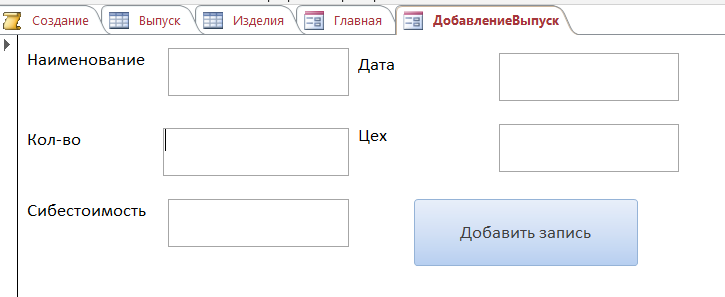 Создание Выпуск Изделия Главная ДобавлениеВыпуск
Наименование Дата
Кол-во Цех
Сибестоимость
Добавить запись